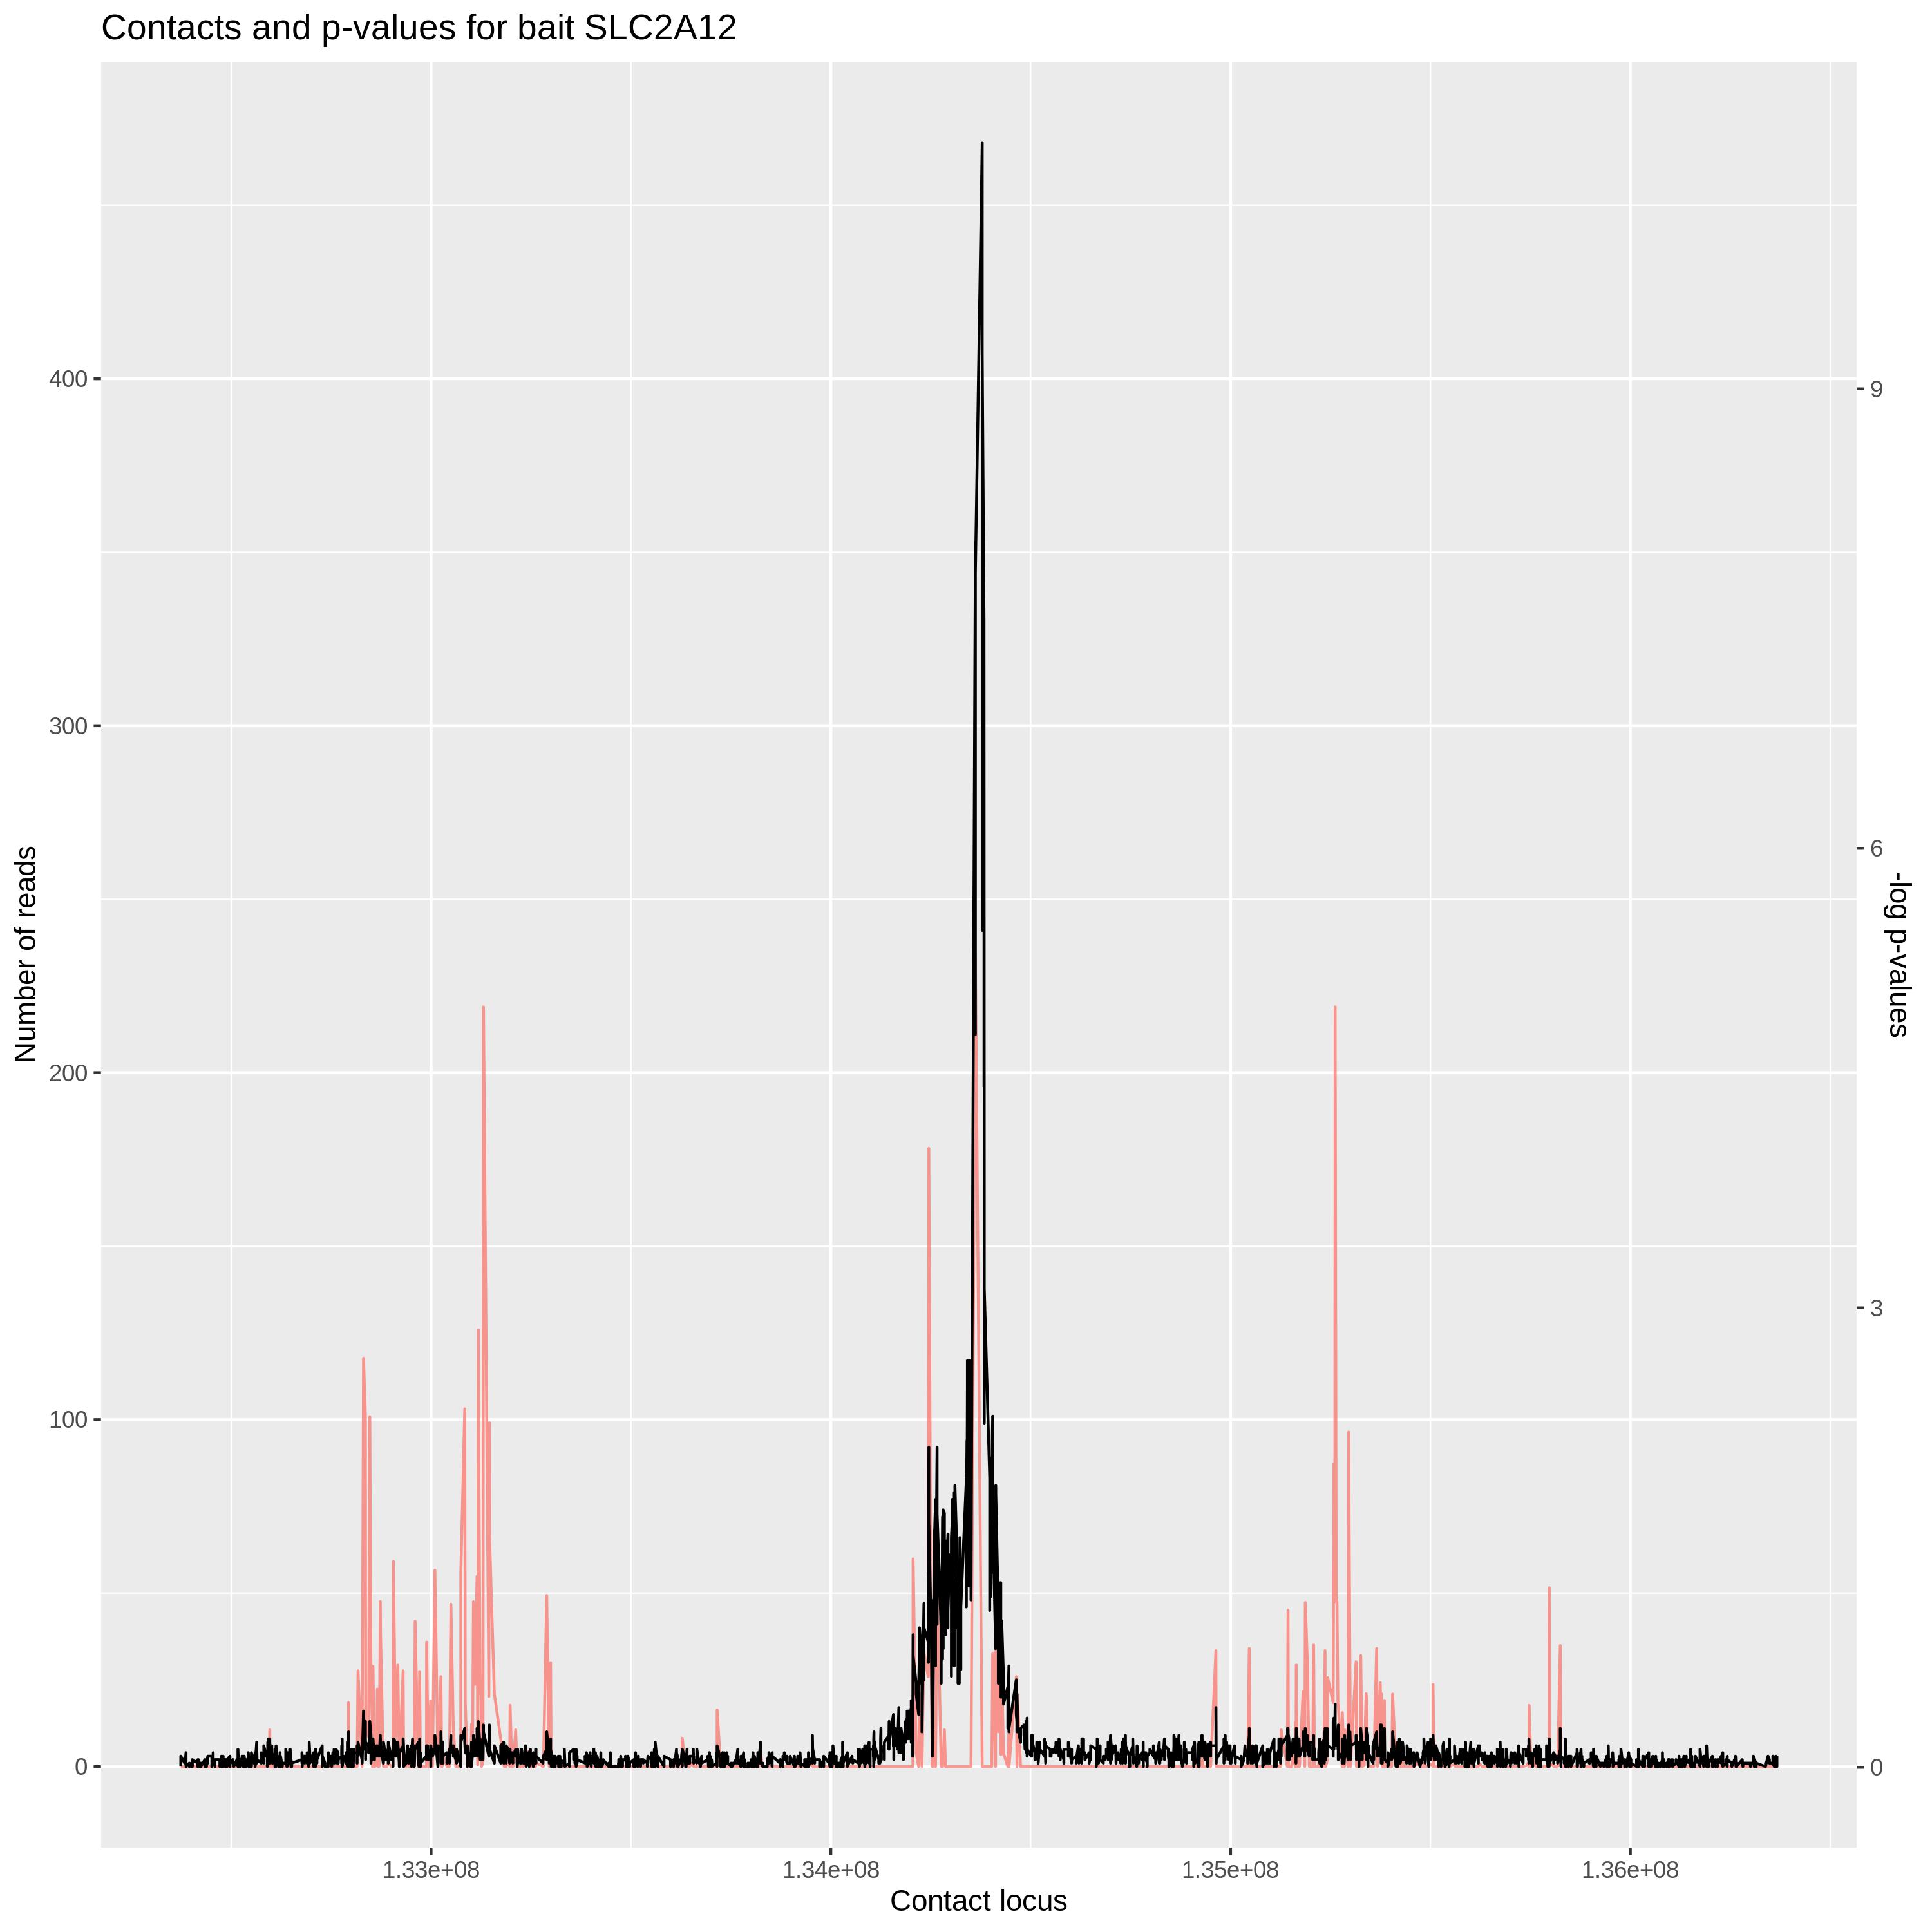 Contacts and p-values for bait SLC2A12
400
300
200
100
0
Number of reads
9
6
3
0
-log p-values
1.33e+08
1.34e+08
1.35e+08
1.36e+08
Contact locus